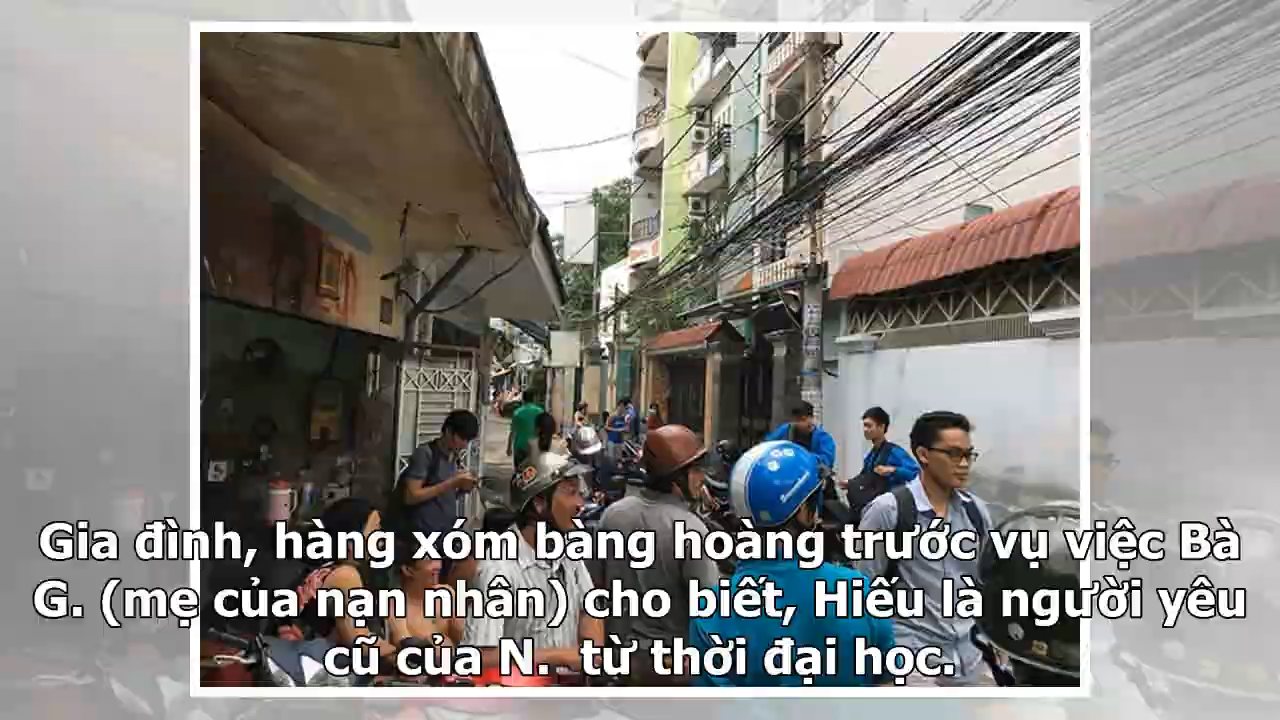 Gia đình, hàng xóm bàng hoàng trước vụ việc Bà
G. (mẹ của nạn nhân) cho biết, Hiếu là người yêu
cũ của N. từ thời đại học.